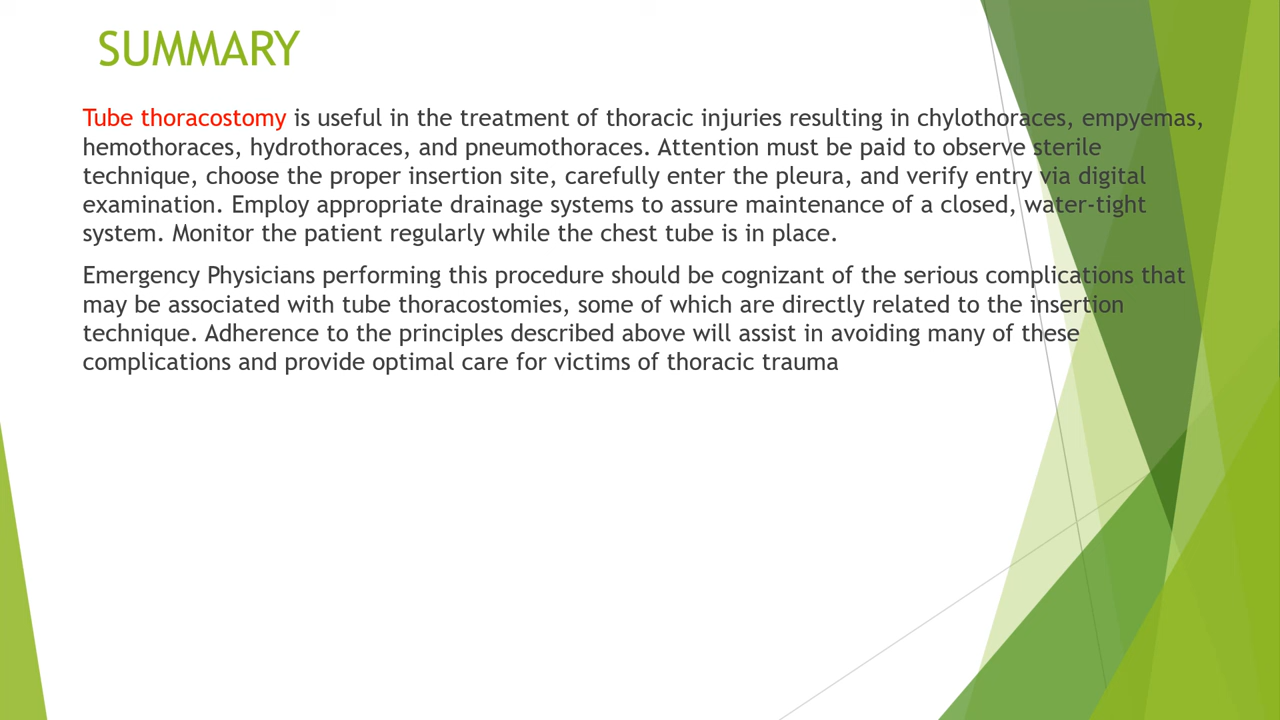 SUMMARY
Tube thoracostomy is useful in the treatment of thoracic injuries resulting in chylothoraces, empyemas,
hemothoraces, hydrothoraces, and pneumothoraces. Attention must be paid to observe sterile
technique, choose the proper insertion site, carefully enter the pleura, and verify entry via digital
examination. Employ appropriate drainage systems to assure maintenance of a closed, water-tight
system. Monitor the patient regularly while the chest tube is in place.
Emergency Physicians performing this procedure should be cognizant of the serious complications that
may be associated with tube thoracostomies, some of which are directly related to the insertion
technique. Adherence to the principles described above will assist in avoiding many of these
complications and provide optimal care for victims of thoracic trauma